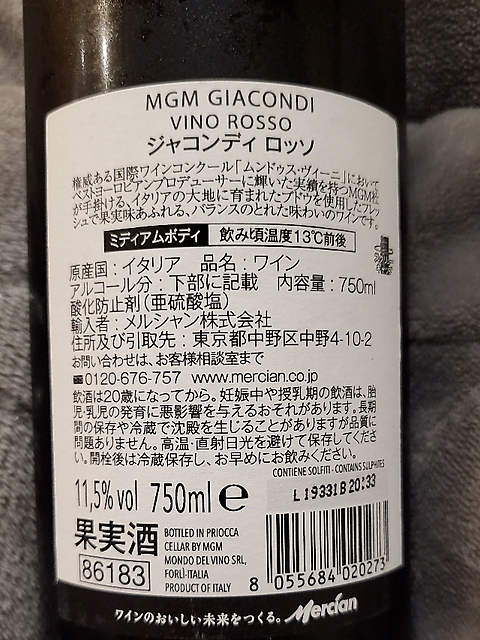 MGM GIACONDI
VINO ROSSO
ジャコンディ ロッソ
権威ある国際ワインコンクール「ムンドゥス・ヴィーニ」において
ベストヨーロピアンプロデューサーに輝いた実績を持つMGM社
が手掛ける、イタリアの大地に育まれたブドウを使用したフレッ
シュで果実味あふれる、バランスのとれた味わいのワインです。
ミディアムボディ 飲み頃温度13℃前後
原産国：イタリア 品名：ワイン
アルコール分：下部に記載 内容量：750ml
酸化防止剤(亜硫酸塩)
輸入者：メルシャン株式会社
住所及び引取先：東京都中野区中野4-10-2
お問い合わせは、お客様相談室まで
0120-676-757 www.mercian.co.jp
飲酒は20歳になってから。妊娠中や授乳期の飲酒は、胎
児・乳児の発育に悪影響を与えるおそれがあります。長期
間の保存や冷蔵で沈殿を生じることがありますが品質に
問題ありません。高温・直射日光を避けて保存してくださ
い。開栓後は冷蔵保存し、お早めにお飲みください。
CONTIENE SOLFITI - CONTAINS SULPHITES
L 19331B 20:33
11,5% vol 750ml e
果実酒
86183
BOTTLED IN PRIOCCA
CELLAR BY MGM
MONDO DEL VINO SRL,
FORLÌ-ITALIA
PRODUCT OF ITALY
8 055684 020273
ワインのおいしい未来をつくる。 Mercian